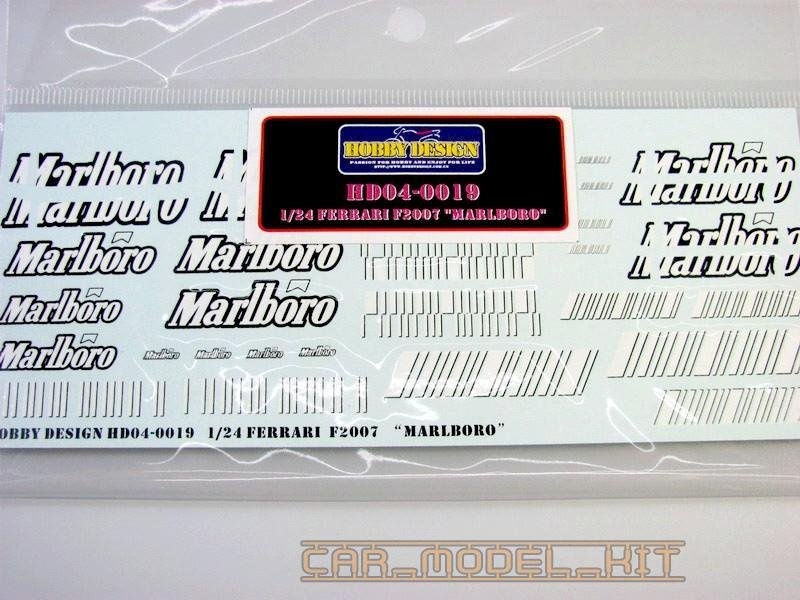 HOBBY DESIGN
PASSION FOR HOBBY AND ENJOY FOR LIFE
HD04-0019
1/24 FERRARI F2007 "MARLBORO"
Marlboro
Marlboro
Marlboro
Marlboro
Marlboro Marlboro
Marlboro Marlboro
Marlboro Marlboro
Marlboro Marlboro Marlboro Marlboro Marlboro
OBBY DESIGN HD04-0019 1/24 FERRARI F2007 “MARLBORO”
CAR_MODEL_KIT